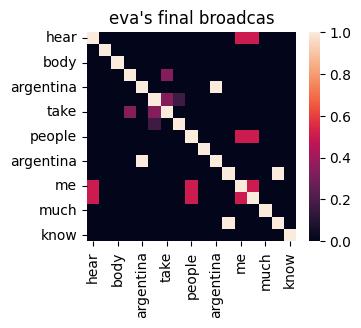 eva's final broadcas
hear
body
argentina
take
people
argentina
me
much
know
1.0
0.8
0.6
0.4
0.2
0.0
hear
body
argentina
take
people
argentina
me
much
know